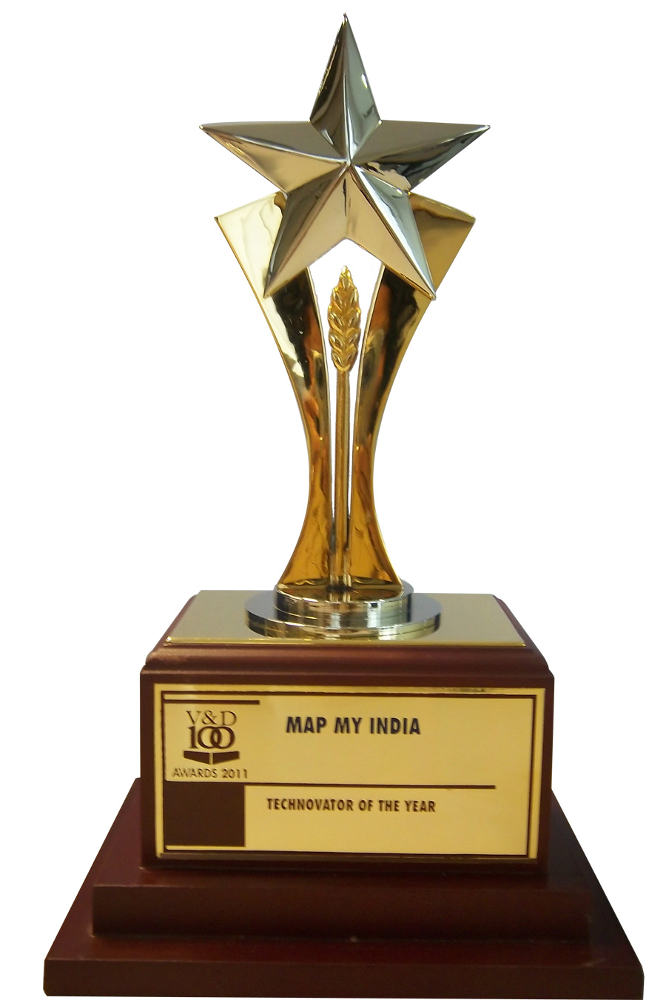 V&D
100
AWARDS 2011
MAP MY INDIA
TECHNOVATOR OF THE YEAR